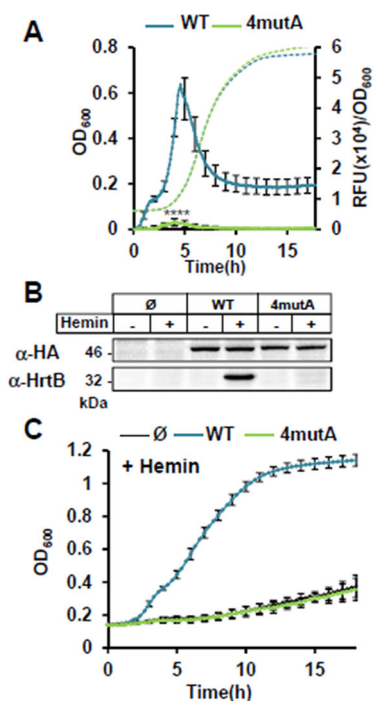 A
WT 4mutA
OD600
0.8
0.6
0.4
0.2
0
****
6
5
4
3
2
1
0
RFU(x10⁴)/OD600
0 5 10 15
Time(h)
B
Ø WT 4mutA
Hemin - + - + - +
α-HA 46 -
α-HrtB 32 -
kDa
C
Ø WT 4mutA
+ Hemin
OD600
1.2
1
0.8
0.6
0.4
0.2
0
0 5 10 15
Time(h)